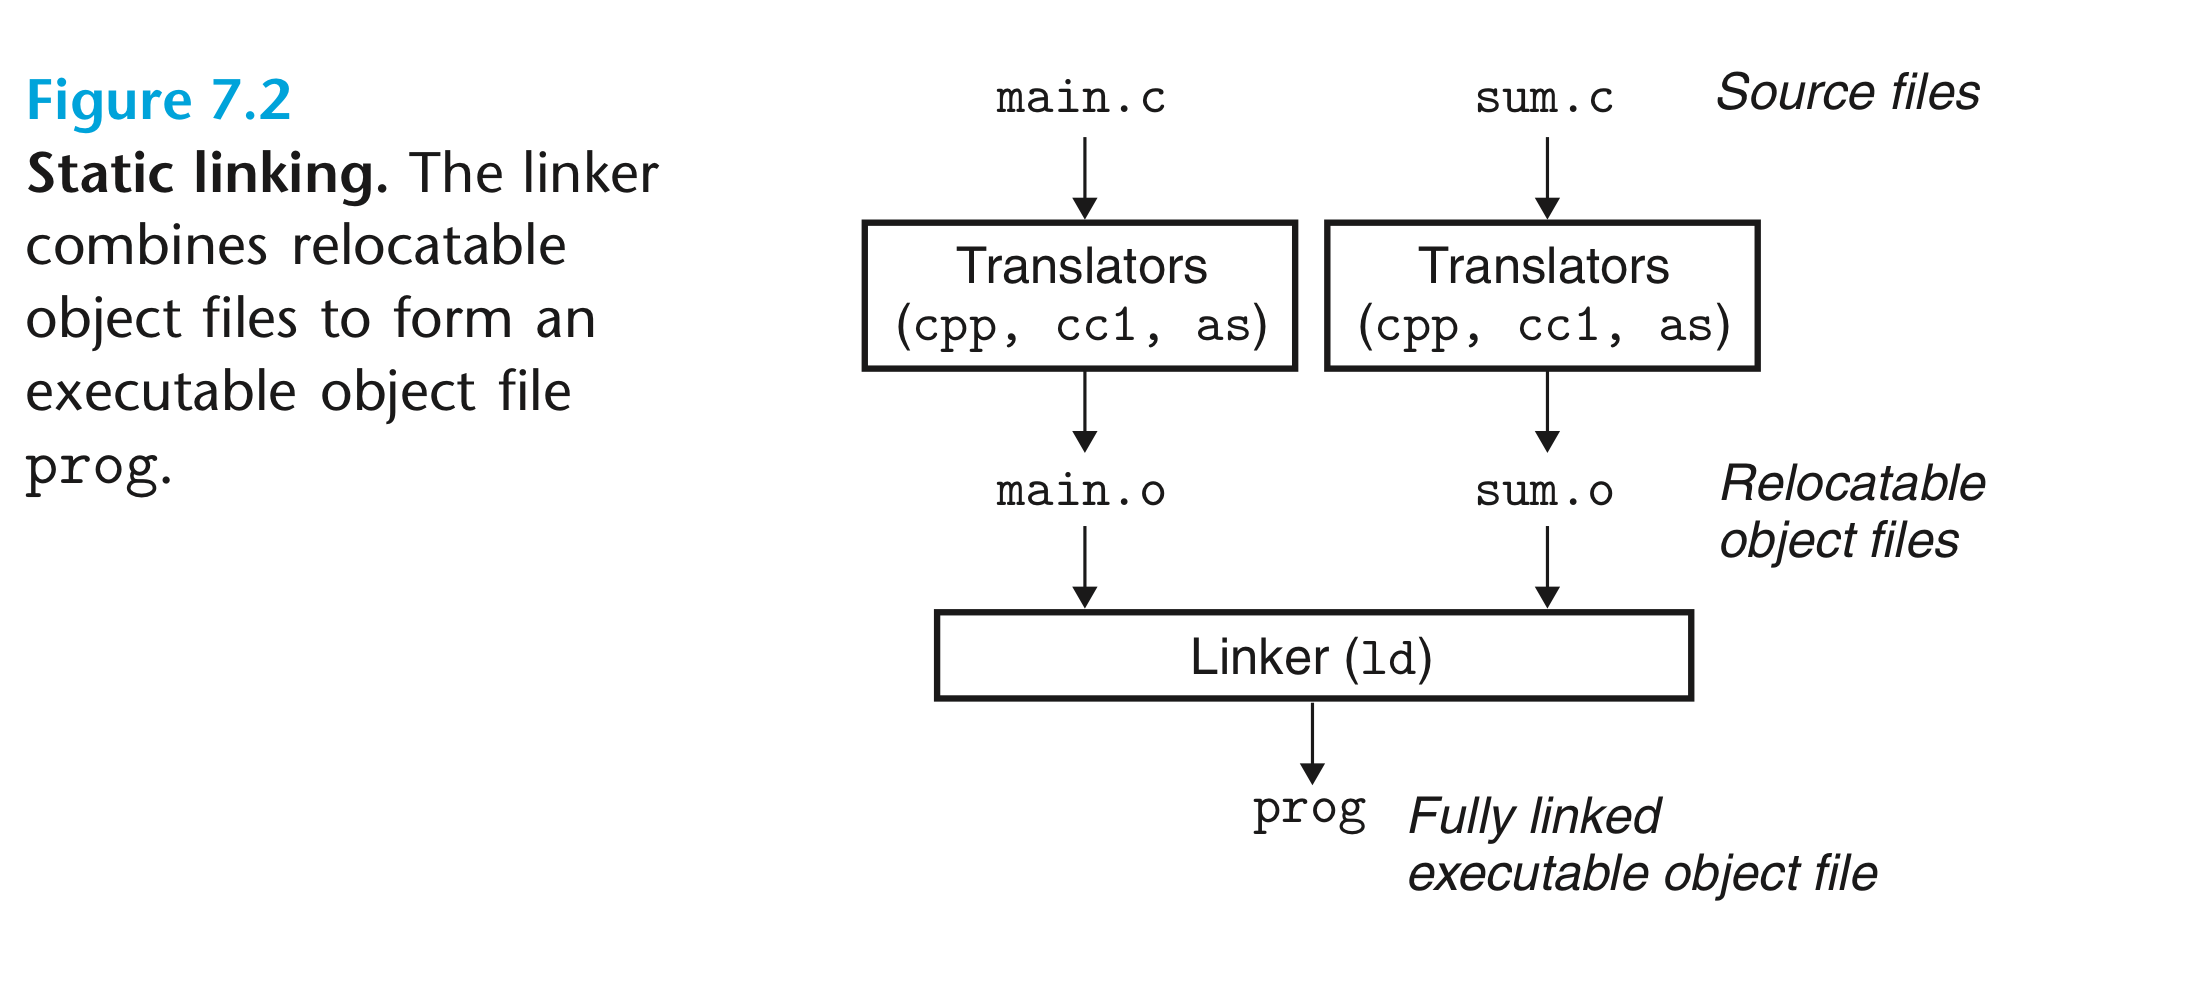 Figure 7.2
Static linking. The linker
combines relocatable
object files to form an
executable object file
prog.
main.c
sum.c
Source files
Translators
(cpp, cc1, as)
Translators
(cpp, cc1, as)
main.o
sum.o
Relocatable
object files
Linker (ld)
prog
Fully linked
executable object file